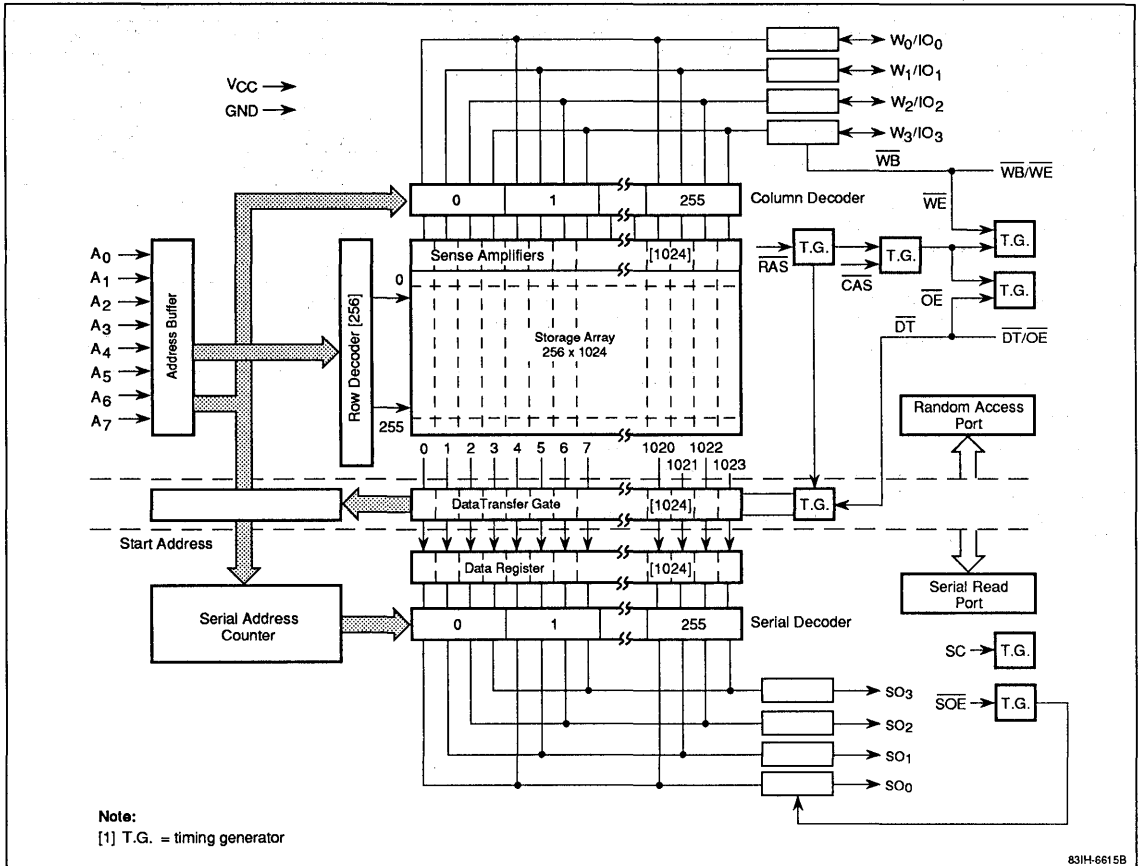 VCC
GND
W0/IO0
W1/IO1
W2/IO2
W3/IO3
WB
WB/WE
WE
0 1 255
Column Decoder
A0
A1
A2
A3
A4
A5
A6
A7
Address Buffer
Row Decoder [256]
Sense Amplifiers [1024]
0
Storage Array
256 x 1024
255
RAS
T.G.
CAS
T.G.
T.G.
OE
T.G.
DT
DT/OE
Random Access
Port
0 1 2 3 4 5 6 7 1020 1022
1021 1023
Data Transfer Gate [1024]
T.G.
Start Address
Data Register [1024]
Serial Read
Port
Serial Address
Counter
0 1 255
Serial Decoder
SC
T.G.
SO3
SOE
T.G.
SO2
SO1
SO0
Note:
[1] T.G. = timing generator
83IH-6615B